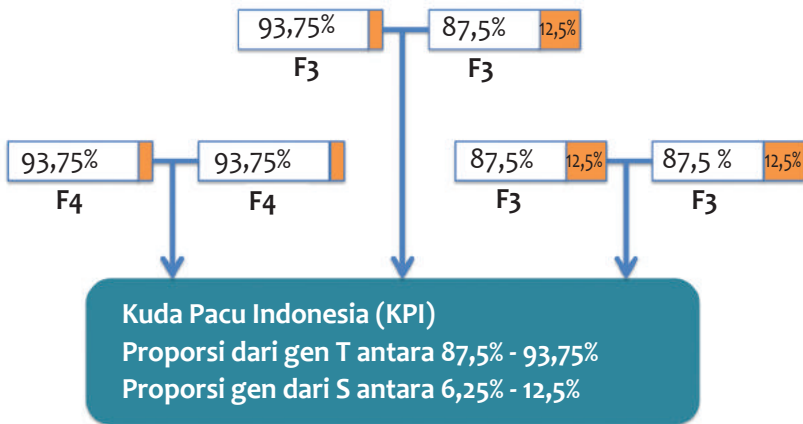 93,75%
87,5%
12,5%
F3
F3
93,75%
93,75%
87,5%
12,5%
87,5 %
12,5%
F4
F4
F3
F3
Kuda Pacu Indonesia (KPI)
Proporsi dari gen T antara 87,5% - 93,75%
Proporsi gen dari S antara 6,25% - 12,5%